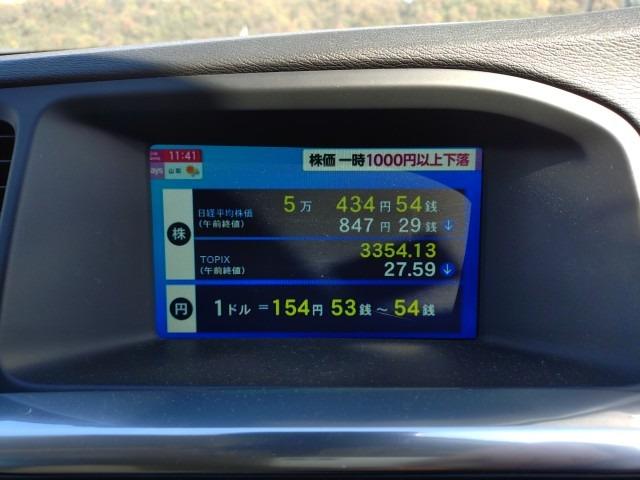 11:41
株価 一時1000円以上下落
山形
株
日経平均株価 5万 434円54銭
(午前終値) 847円29銭↓
TOPIX 3354.13
(午前終値) 27.59↓
円 1ドル=154円53銭～54銭